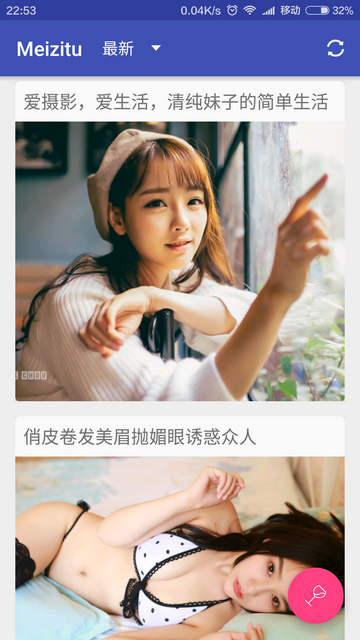 22:53 0.04K/s 移动 32%
Meizitu 最新
爱摄影，爱生活，清纯妹子的简单生活
CHOU
俏皮卷发美眉抛媚眼诱惑众人